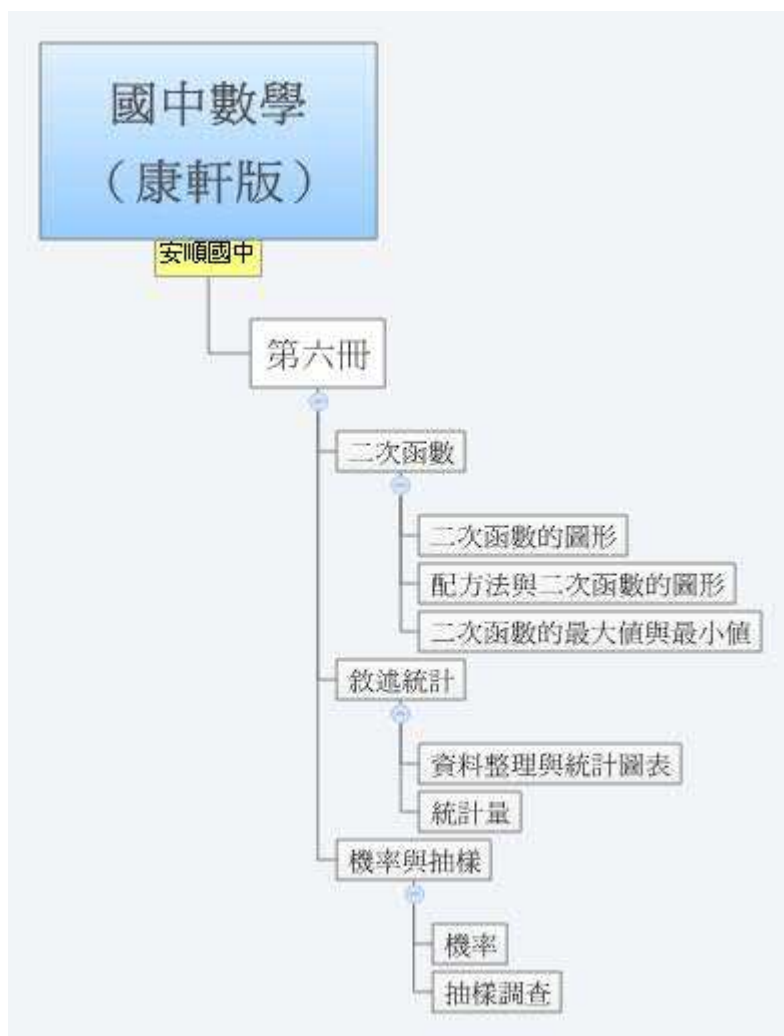 國中數學
（康軒版）
安順國中
第六冊
二次函數
二次函數的圖形
配方法與二次函數的圖形
二次函數的最大值與最小值
敘述統計
資料整理與統計圖表
統計量
機率與抽樣
機率
抽樣調查